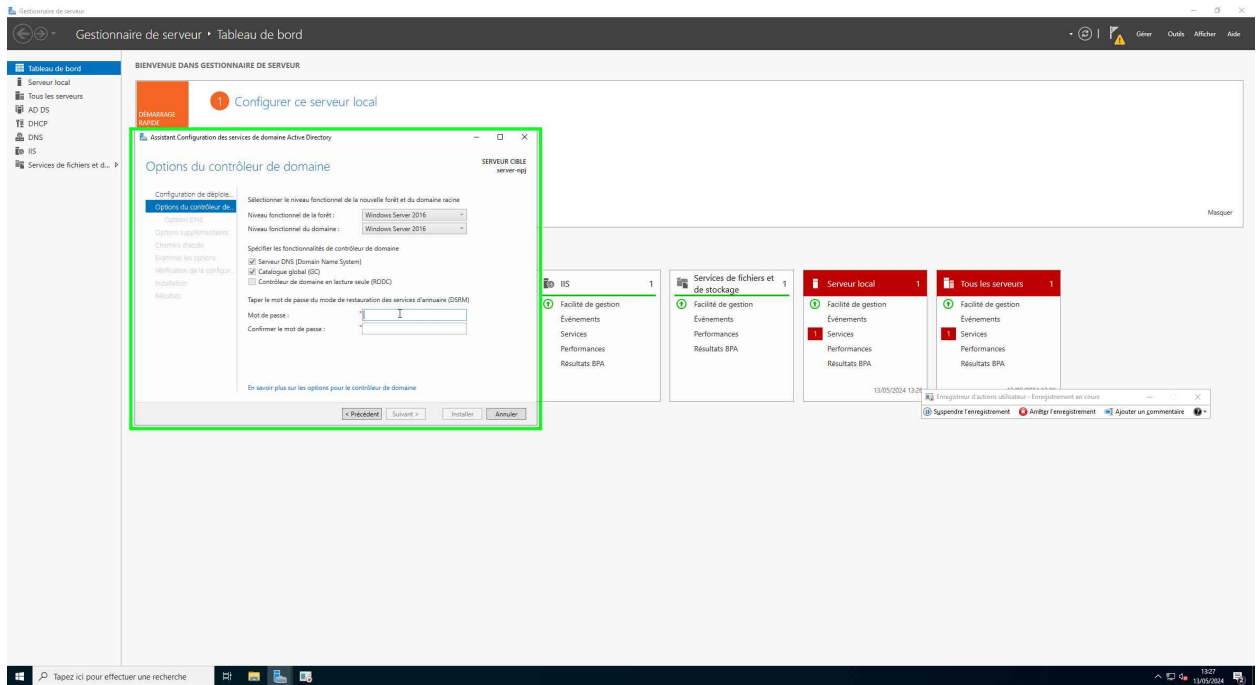 Gestionnaire de serveur
Gestionnaire de serveur • Tableau de bord
Gérer Outils Afficher Aide
Tableau de bord
Serveur local
Tous les serveurs
AD DS
DHCP
DNS
IIS
Services de fichiers et d...
BIENVENUE DANS GESTIONNAIRE DE SERVEUR
DÉMARRAGE
RAPIDE
1 Configurer ce serveur local
Masquer
Assistant Configuration des services de domaine Active Directory
Options du contrôleur de domaine
SERVEUR CIBLE
server-npj
Configuration de déploie...
Options du contrôleur de...
Options DNS
Options supplémentaires
Chemins d'accès
Examiner les options
Vérification de la configur...
Installation
Résultats
Sélectionner le niveau fonctionnel de la nouvelle forêt et du domaine racine
Niveau fonctionnel de la forêt : Windows Server 2016
Niveau fonctionnel du domaine : Windows Server 2016
Spécifier les fonctionnalités de contrôleur de domaine
Serveur DNS (Domain Name System)
Catalogue global (GC)
Contrôleur de domaine en lecture seule (RODC)
Taper le mot de passe du mode de restauration des services d'annuaire (DSRM)
Mot de passe : *
Confirmer le mot de passe : *
En savoir plus sur les options pour le contrôleur de domaine
< Précédent Suivant > Installer Annuler
IIS 1
Facilité de gestion
Événements
Services
Performances
Résultats BPA
Services de fichiers et
de stockage 1
Facilité de gestion
Événements
Performances
Résultats BPA
Serveur local 1
Facilité de gestion
Événements
1 Services
Performances
Résultats BPA
13/05/2024 13:26
Tous les serveurs 1
Facilité de gestion
Événements
1 Services
Performances
Résultats BPA
Enregistreur d'actions utilisateur - Enregistrement en cours
Suspendre l'enregistrement Arrêter l'enregistrement Ajouter un commentaire
Tapez ici pour effectuer une recherche
13:27
13/05/2024